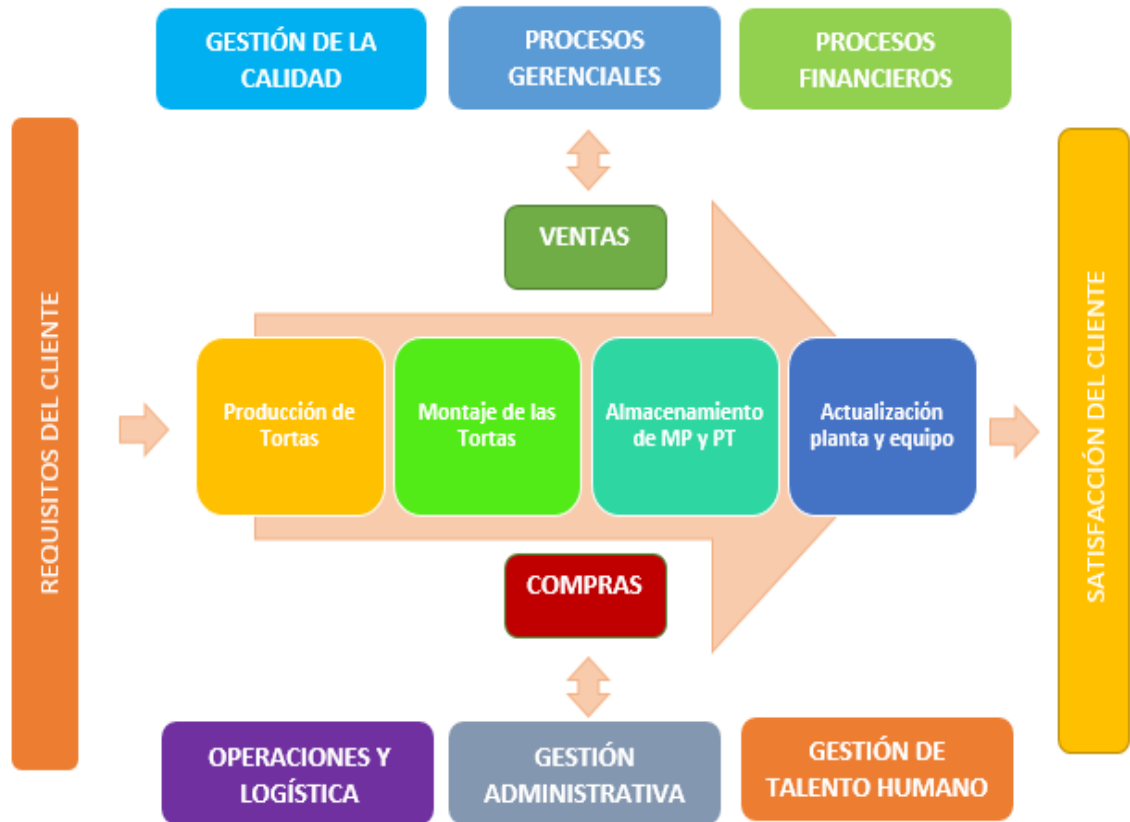 GESTIÓN DE LA
CALIDAD
PROCESOS
GERENCIALES
PROCESOS
FINANCIEROS
REQUISITOS DEL CLIENTE
VENTAS
Producción de
Tortas
Montaje de las
Tortas
Almacenamiento
de MP y PT
Actualización
planta y equipo
COMPRAS
SATISFACCIÓN DEL CLIENTE
OPERACIONES Y
LOGÍSTICA
GESTIÓN
ADMINISTRATIVA
GESTIÓN DE
TALENTO HUMANO